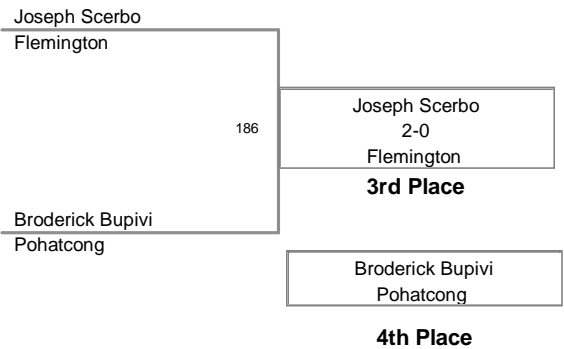 Joseph Scerbo
Flemington
186
Joseph Scerbo
2-0
Flemington
3rd Place
Broderick Bupivi
Pohatcong
Broderick Bupivi
Pohatcong
4th Place